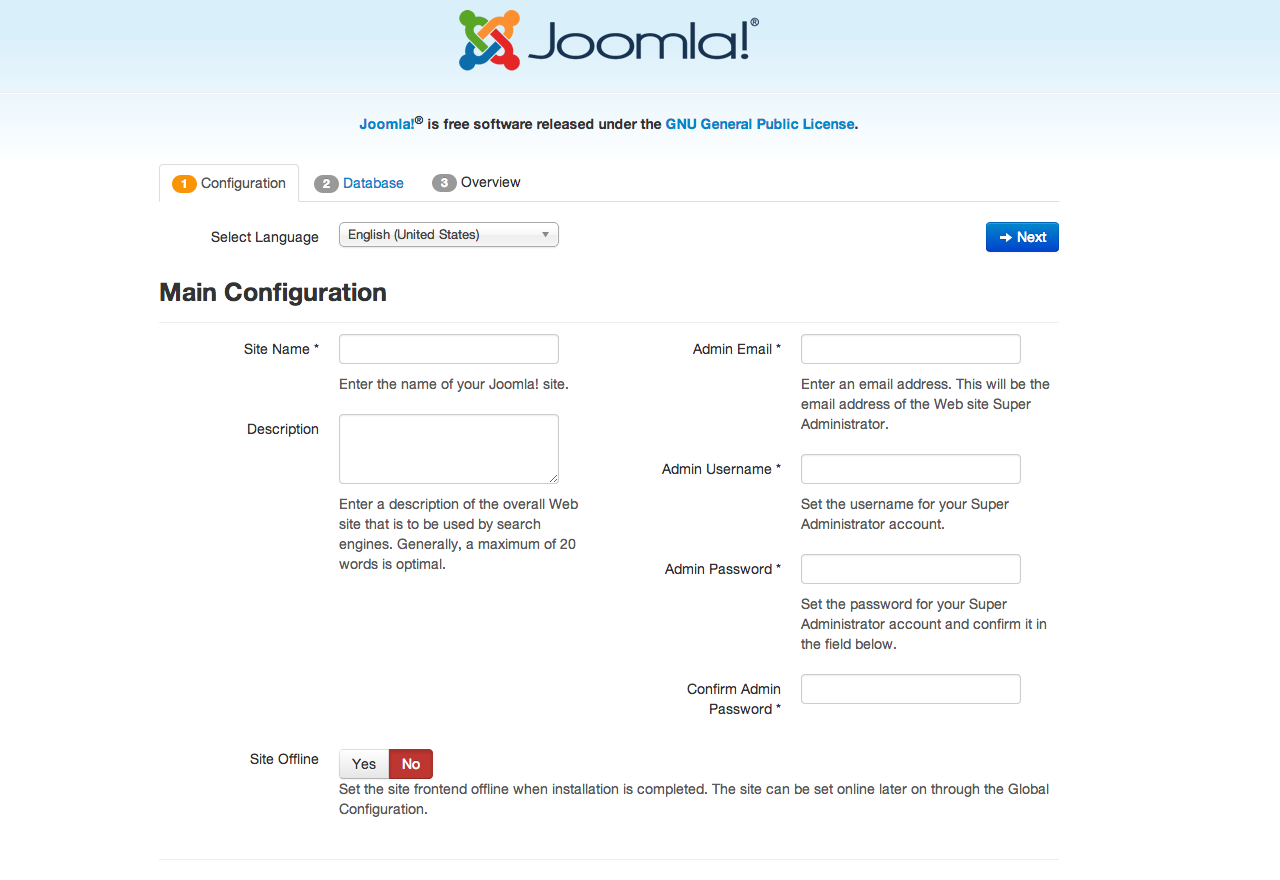 Joomla!®
Joomla!® is free software released under the GNU General Public License.
1 Configuration
2 Database
3 Overview
Select Language
English (United States)
Next
Main Configuration
Site Name *
Enter the name of your Joomla! site.
Description
Enter a description of the overall Web
site that is to be used by search
engines. Generally, a maximum of 20
words is optimal.
Admin Email *
Enter an email address. This will be the
email address of the Web site Super
Administrator.
Admin Username *
Set the username for your Super
Administrator account.
Admin Password *
Set the password for your Super
Administrator account and confirm it in
the field below.
Confirm Admin
Password *
Site Offline
Yes
No
Set the site frontend offline when installation is completed. The site can be set online later on through the Global
Configuration.